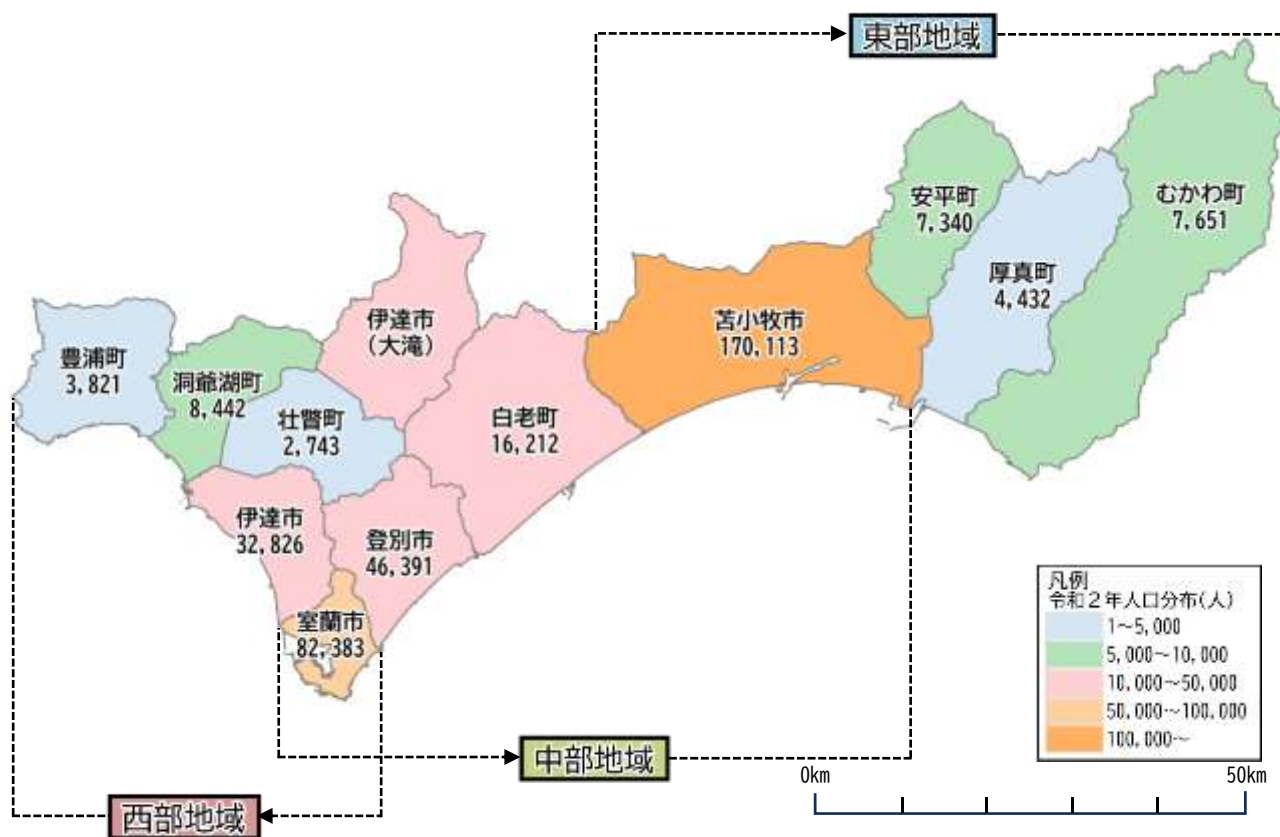 東部地域
安平町
7,340
むかわ町
7,651
厚真町
4,432
伊達市
(大滝)
苫小牧市
170,113
豊浦町
3,821
洞爺湖町
8,442
壮瞥町
2,743
白老町
16,212
伊達市
32,826
登別市
46,391
室蘭市
82,383
凡例
令和2年人口分布(人)
1~5,000
5,000~10,000
10,000~50,000
50,000~100,000
100,000~
中部地域
0km
50km
西部地域